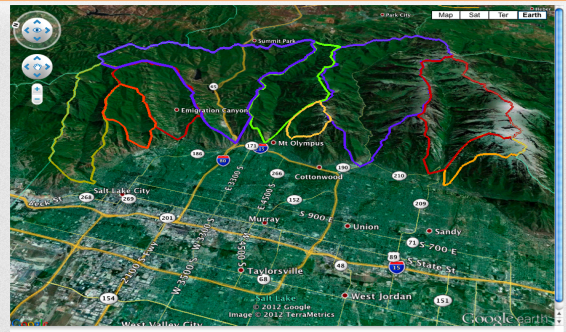 Park City
Map Sat Ter Earth
N
Summit Park
65
Emigration Canyon
171
Mt Olympus
186
80
215
190
266
Cottonwood
210
E 3300 S
E 4500 S
Salt Lake City
268
269
152
209
201
Murray
S 900 E
Union
Sandy
71
S 700 E
89
S State St
15
Taylorsville
68
48
154
Salt Lake
© 2012 Google
Image © 2012 TerraMetrics
West Jordan
151
West Valley City
Google earth